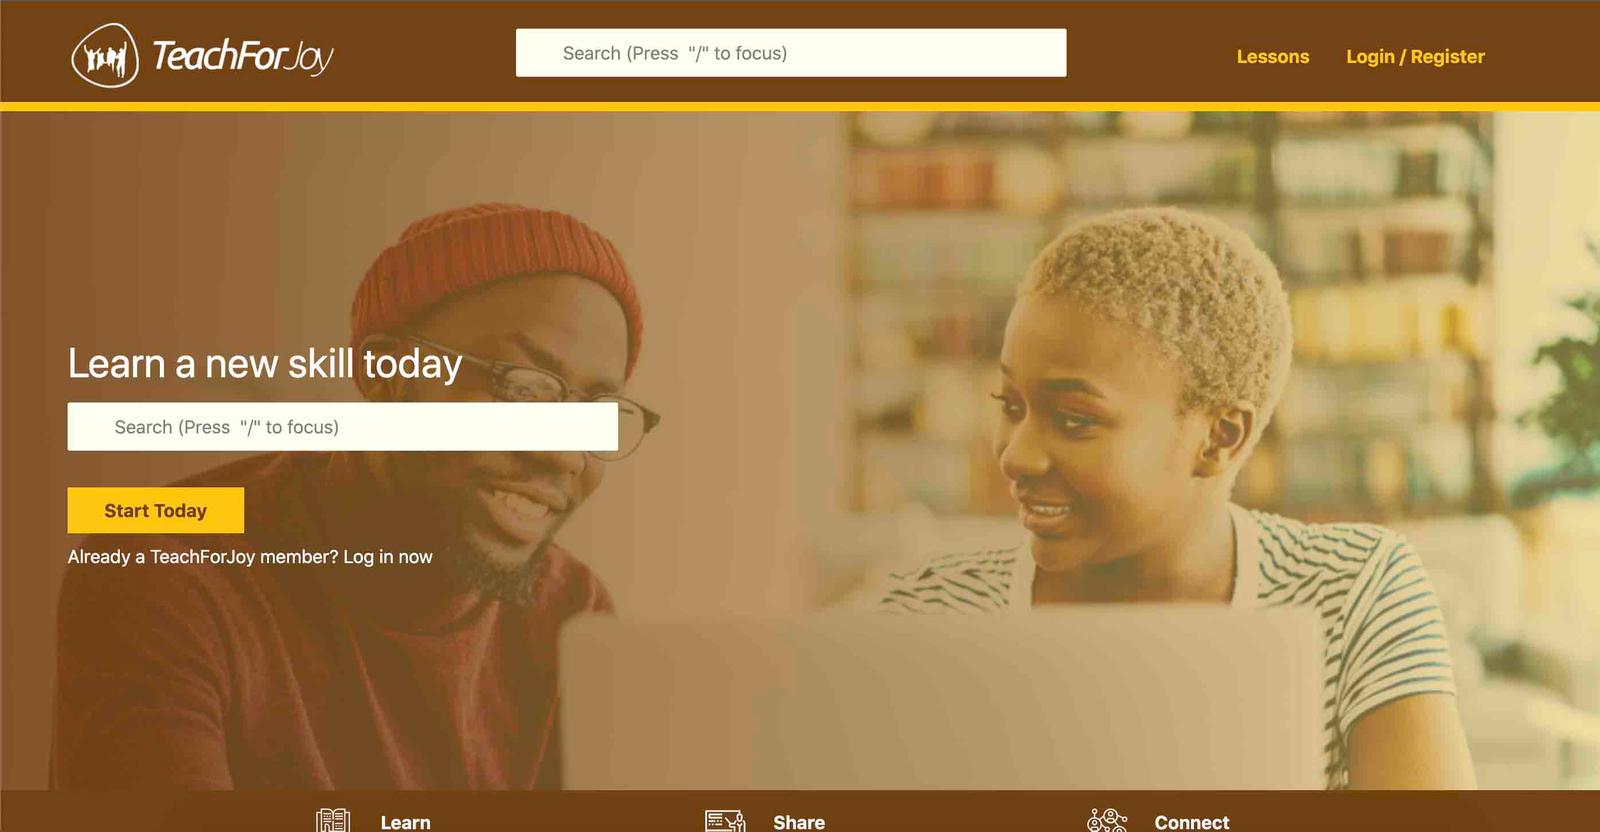 TeachForJoy
Search (Press "/" to focus)
Lessons
Login / Register
Learn a new skill today
Search (Press "/" to focus)
Start Today
Already a TeachForJoy member? Log in now
Learn
Share
Connect